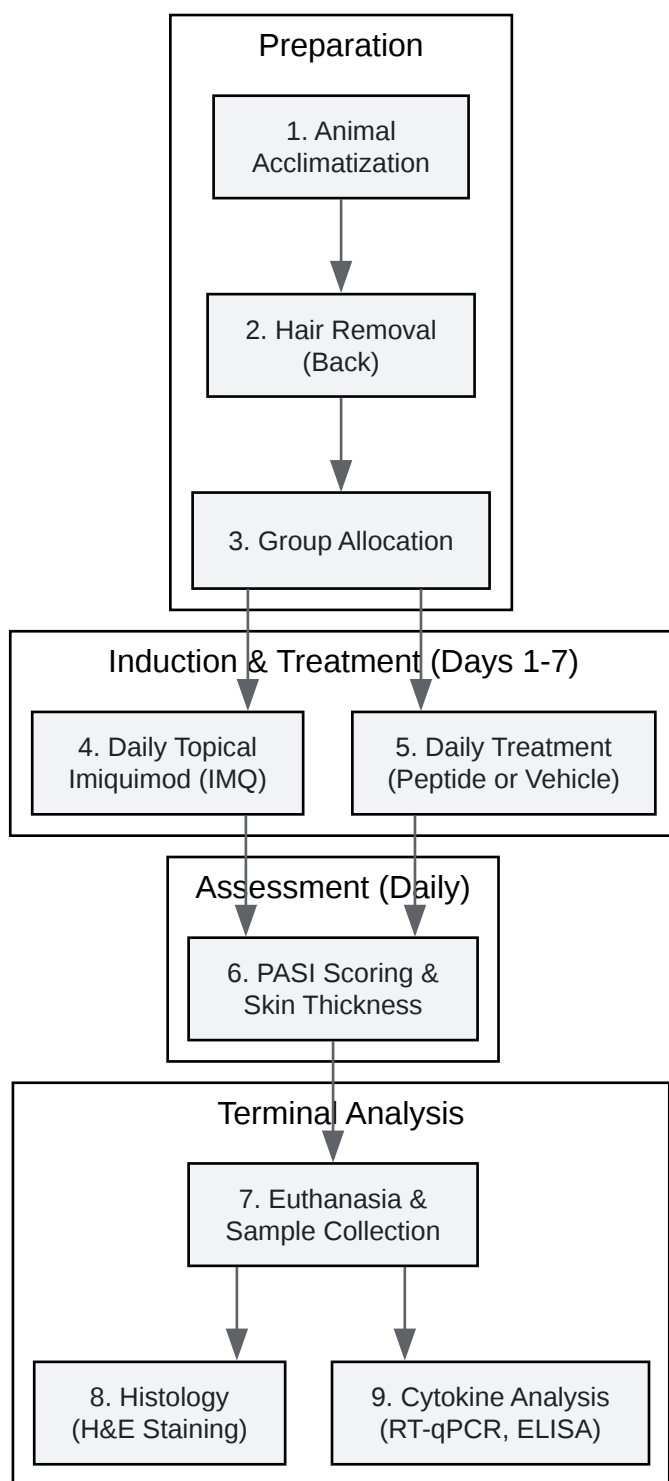 Preparation
1. Animal
Acclimatization
2. Hair Removal
(Back)
3. Group Allocation
Induction & Treatment (Days 1-7)
4. Daily Topical
Imiquimod (IMQ)
5. Daily Treatment
(Peptide or Vehicle)
Assessment (Daily)
6. PASI Scoring &
Skin Thickness
Terminal Analysis
7. Euthanasia &
Sample Collection
8. Histology
(H&E Staining)
9. Cytokine Analysis
(RT-qPCR, ELISA)